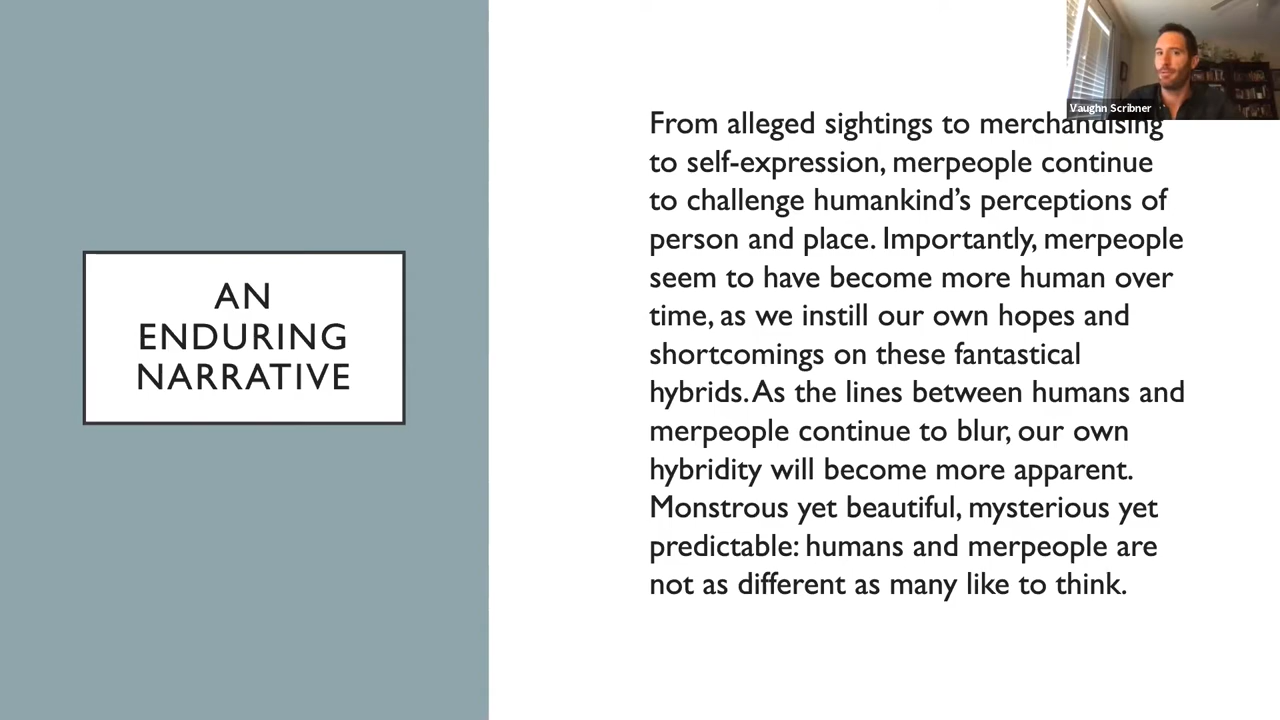 AN
ENDURING
NARRATIVE
Vaughn Scribner
From alleged sightings to merchandising
to self-expression, merpeople continue
to challenge humankind’s perceptions of
person and place. Importantly, merpeople
seem to have become more human over
time, as we instill our own hopes and
shortcomings on these fantastical
hybrids. As the lines between humans and
merpeople continue to blur, our own
hybridity will become more apparent.
Monstrous yet beautiful, mysterious yet
predictable: humans and merpeople are
not as different as many like to think.